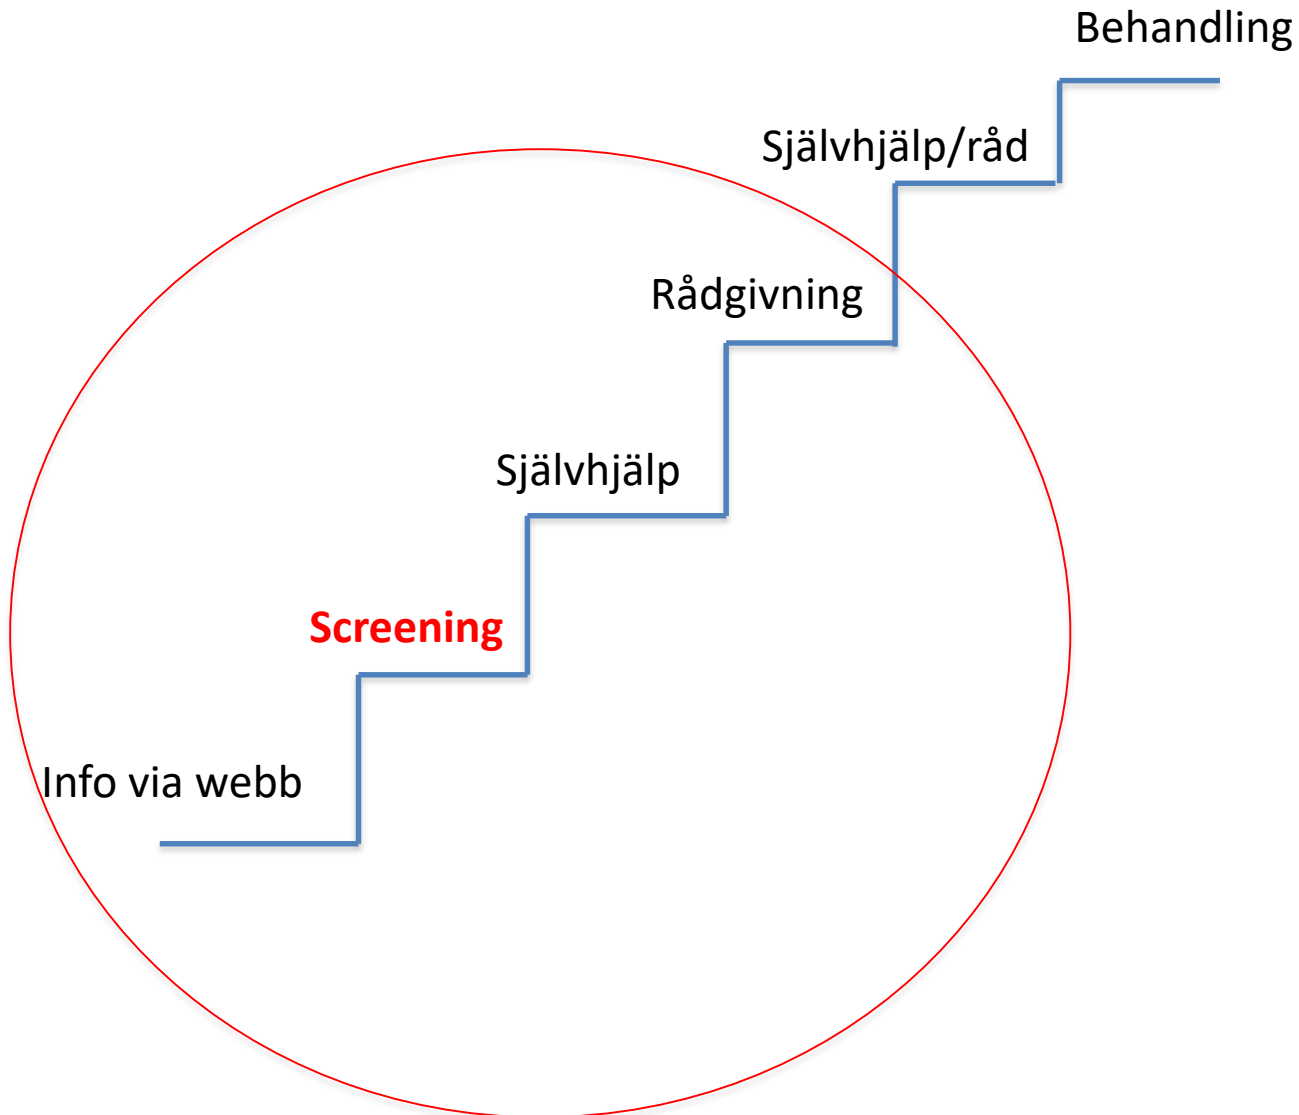 Behandling
Självhjälp/råd
Rådgivning
Självhjälp
Screening
Info via webb